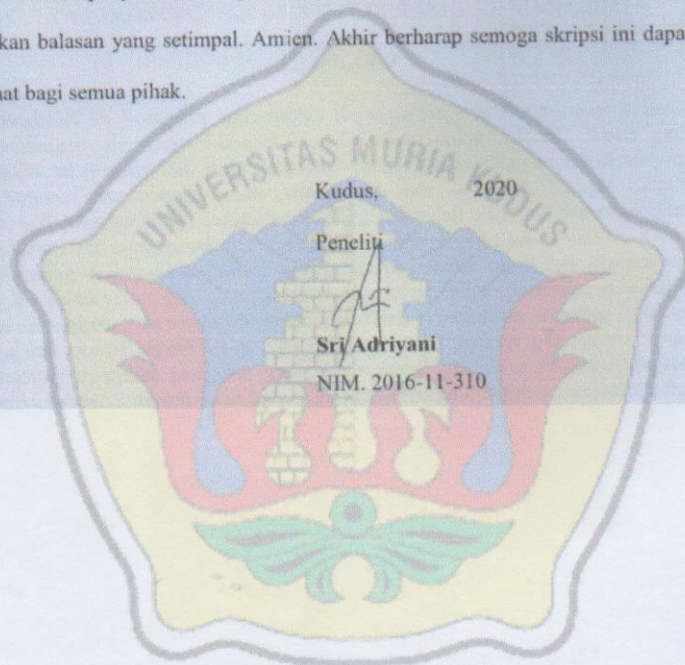 kan balasan yang setimpal. Amien. Akhir berharap semoga skripsi ini dapa
at bagi semua pihak.
UNIVERSITAS MURIA KUDUS
Kudus, 2020
Peneliti
Sri Adriyani
NIM. 2016-11-310